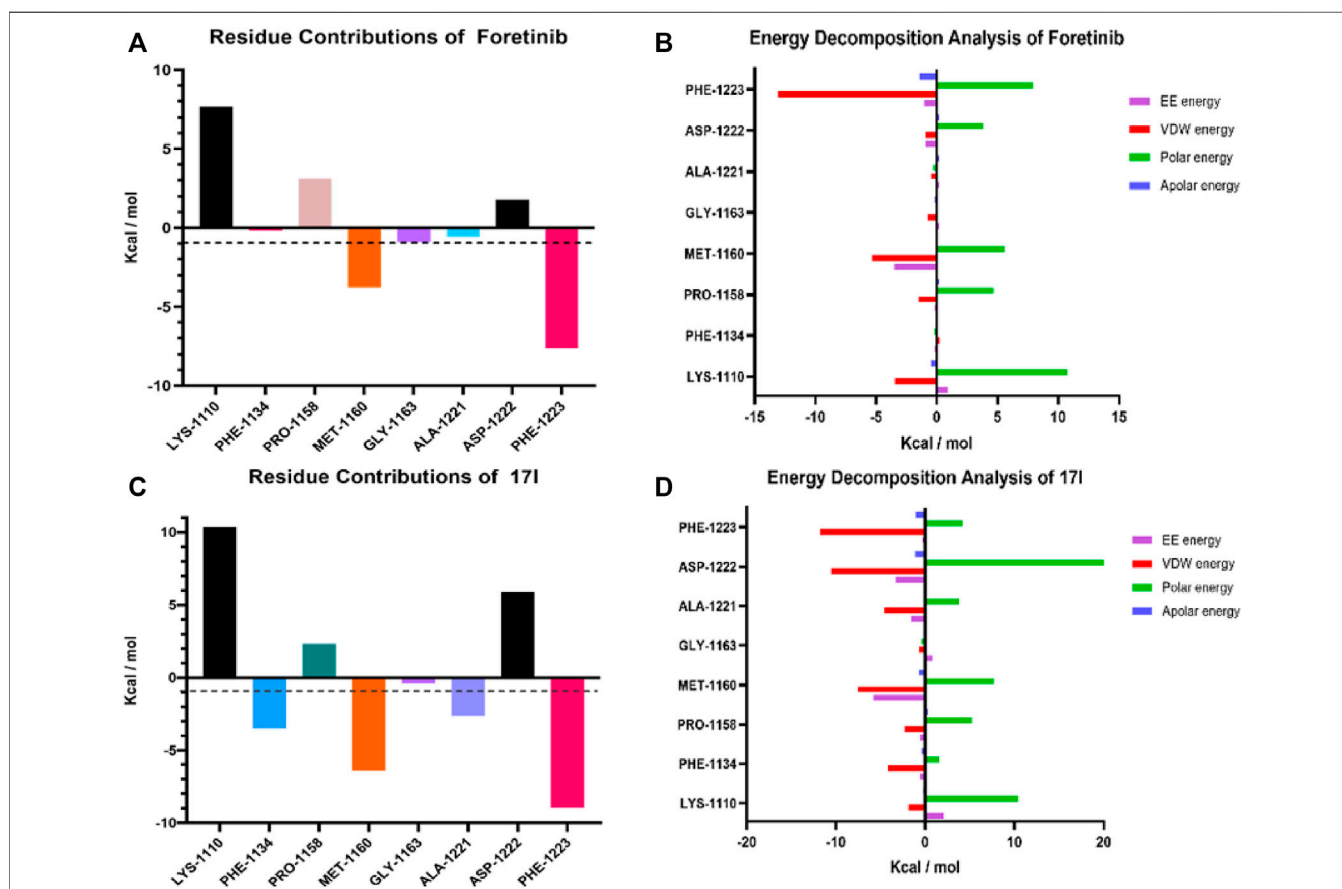 A
Residue Contributions of Foretinib
Kcal / mol
10
5
0
-5
-10
LYS-1110
PHE-1134
PRO-1158
MET-1160
GLY-1163
ALA-1221
ASP-1222
PHE-1223
B
Energy Decomposition Analysis of Foretinib
PHE-1223
ASP-1222
ALA-1221
GLY-1163
MET-1160
PRO-1158
PHE-1134
LYS-1110
-15 -10 -5 0 5 10 15
Kcal / mol
EE energy
VDW energy
Polar energy
Apolar energy
C
Residue Contributions of 17I
Kcal / mol
10
5
0
-5
-10
LYS-1110
PHE-1134
PRO-1158
MET-1160
GLY-1163
ALA-1221
ASP-1222
PHE-1223
D
Energy Decomposition Analysis of 17I
PHE-1223
ASP-1222
ALA-1221
GLY-1163
MET-1160
PRO-1158
PHE-1134
LYS-1110
-20 -10 0 10 20
Kcal / mol
EE energy
VDW energy
Polar energy
Apolar energy